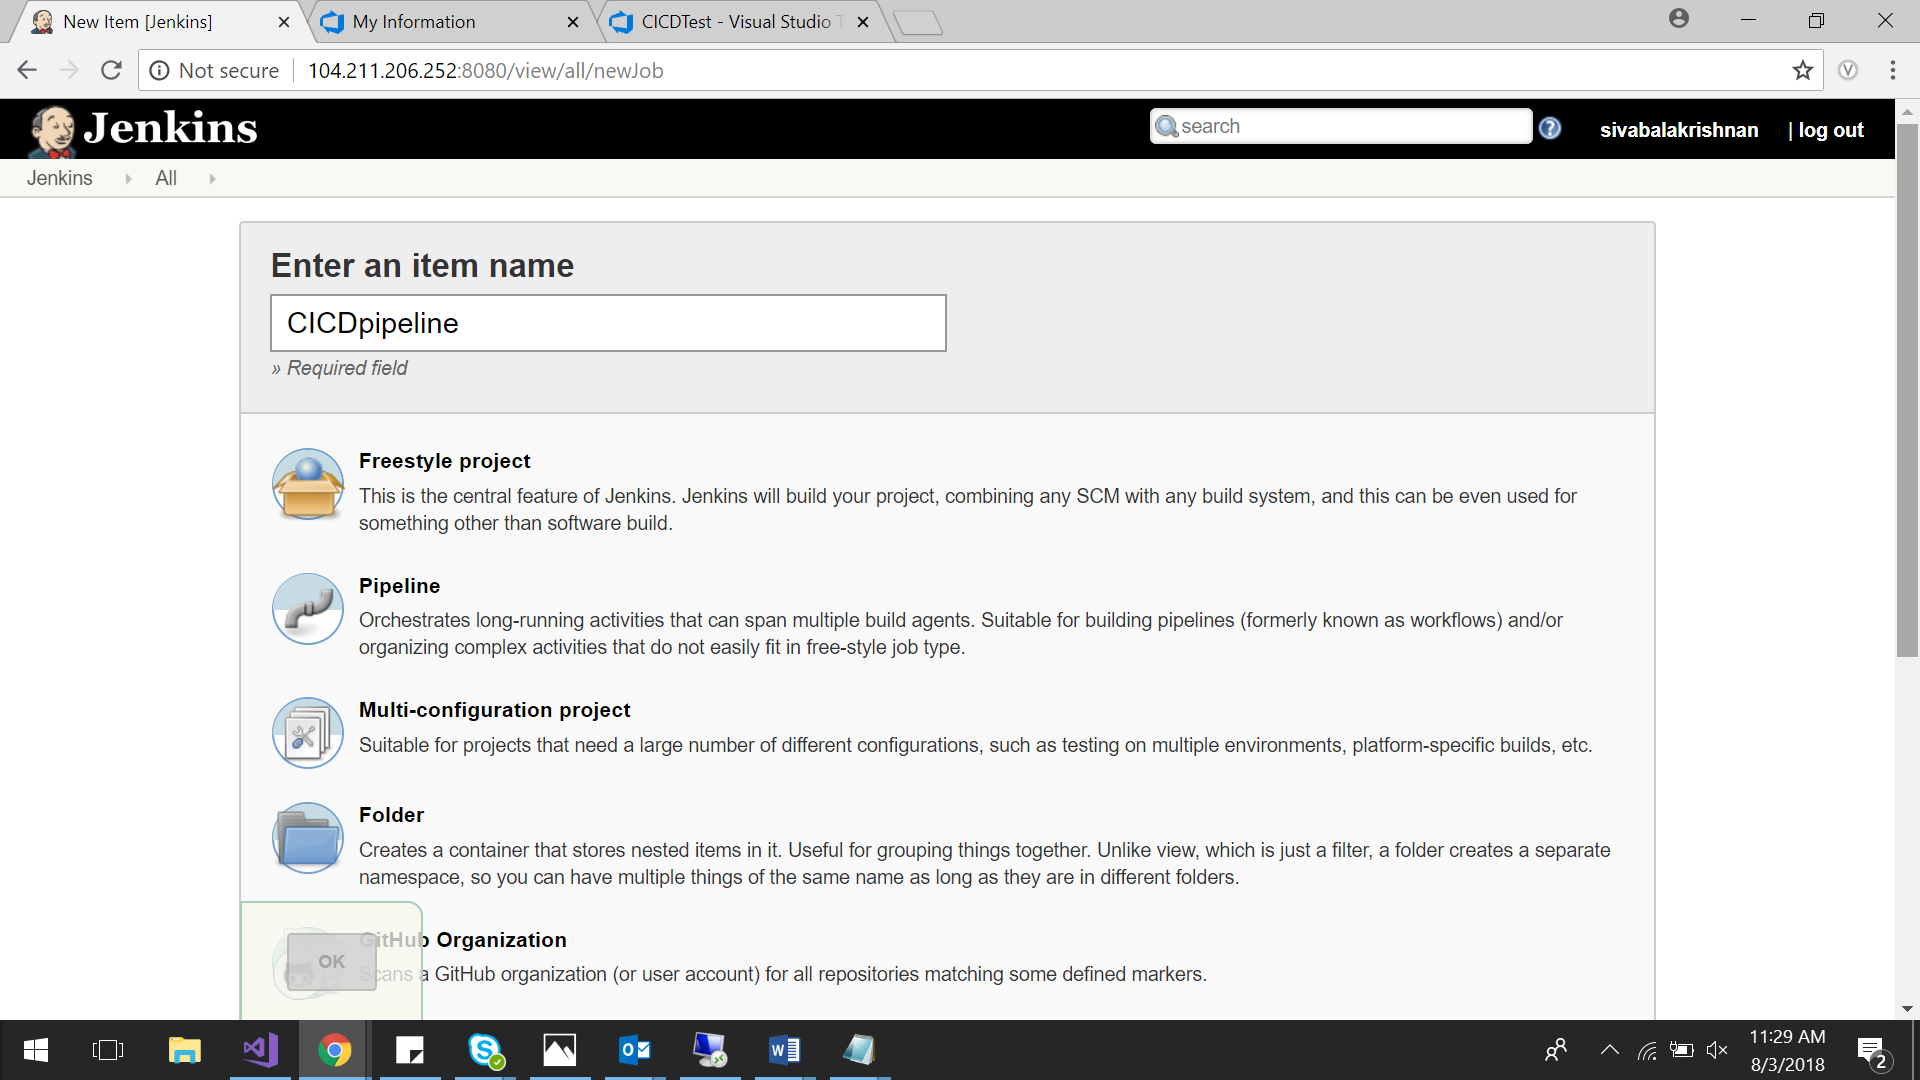 New Item [Jenkins]
My Information
CICDTest - Visual Studio T
Not secure
104.211.206.252:8080/view/all/newJob
Jenkins
search
sivabalakrishnan
| log out
Jenkins
All
Enter an item name
CICDpipeline
» Required field
Freestyle project
This is the central feature of Jenkins. Jenkins will build your project, combining any SCM with any build system, and this can be even used for
something other than software build.
Pipeline
Orchestrates long-running activities that can span multiple build agents. Suitable for building pipelines (formerly known as workflows) and/or
organizing complex activities that do not easily fit in free-style job type.
Multi-configuration project
Suitable for projects that need a large number of different configurations, such as testing on multiple environments, platform-specific builds, etc.
Folder
Creates a container that stores nested items in it. Useful for grouping things together. Unlike view, which is just a filter, a folder creates a separate
namespace, so you can have multiple things of the same name as long as they are in different folders.
GitHub Organization
OK
Scans a GitHub organization (or user account) for all repositories matching some defined markers.
11:29 AM
8/3/2018
2